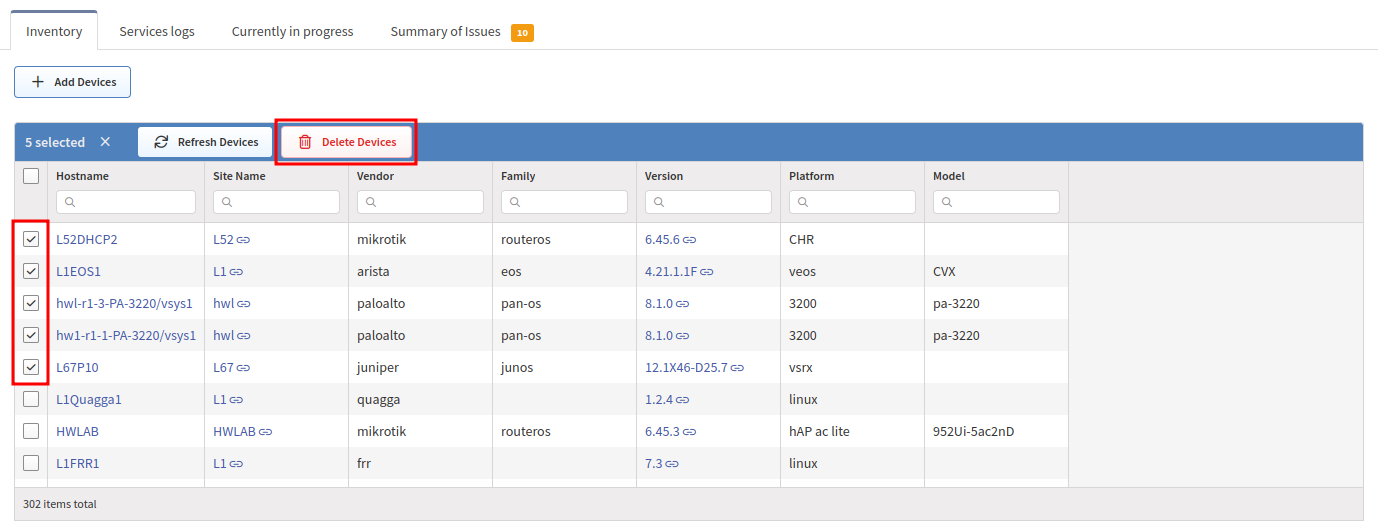 Inventory Services logs Currently in progress Summary of Issues 10
Add Devices
5 selected Refresh Devices Delete Devices
Hostname Site Name Vendor Family Version Platform Model
L52DHCP2 L52 mikrotik routeros 6.45.6 CHR
L1EOS1 L1 arista eos 4.21.1.1F veos CVX
hwl-r1-3-PA-3220/vsys1 hwl paloalto pan-os 8.1.0 3200 pa-3220
hw1-r1-1-PA-3220/vsys1 hwl paloalto pan-os 8.1.0 3200 pa-3220
L67P10 L67 juniper junos 12.1X46-D25.7 vsrx
L1Quagga1 L1 quagga 1.2.4 linux
HWLAB HWLAB mikrotik routeros 6.45.3 hAP ac lite 952Ui-5ac2nD
L1FRR1 L1 frr 7.3 linux
302 items total